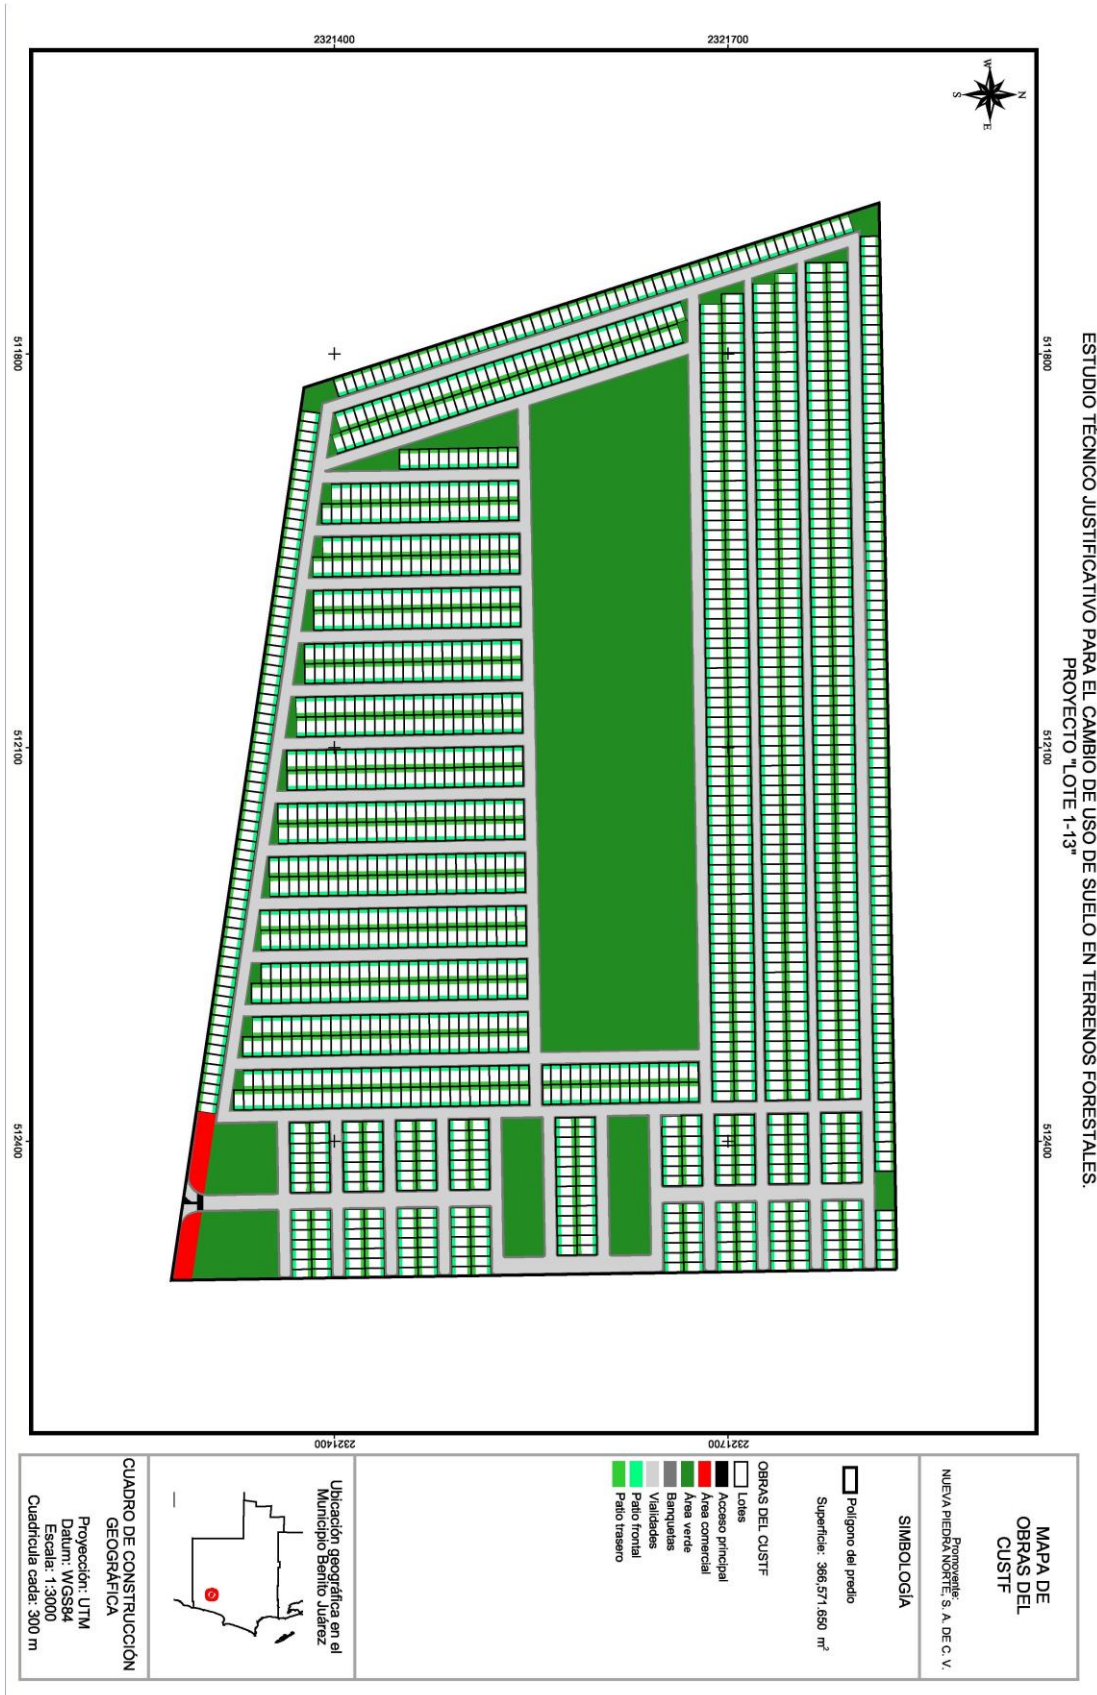 ESTUDIO TÉCNICO JUSTIFICATIVO PARA EL CAMBIO DE USO DE SUELO EN TERRENOS FORESTALES.
PROYECTO "LOTE 1-13"
511800
512100
512400
2321700
2321400
2321700
2321400
511800
512100
512400
N
W
E
S
MAPA DE
OBRAS DEL
CUSTF
Promovente:
NUEVA PIEDRA NORTE, S. A. DE C. V.
SIMBOLOGÍA
Polígono del predio
Superficie: 366,571.650 m²
OBRAS DEL CUSTF
Lotes
Acceso principal
Área comercial
Área verde
Banquetas
Vialidades
Patio frontal
Patio trasero
Ubicación geográfica en el
Municipio Benito Juárez
CUADRO DE CONSTRUCCIÓN
GEOGRÁFICA
Proyección: UTM
Datum: WGS84
Escala: 1:3000
Cuadrícula cada: 300 m